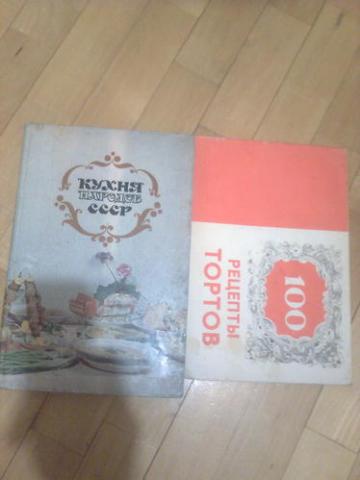 КУХНЯ
НАРОДОВ
СССР
100
РЕЦЕПТЫ
ТОРТОВ